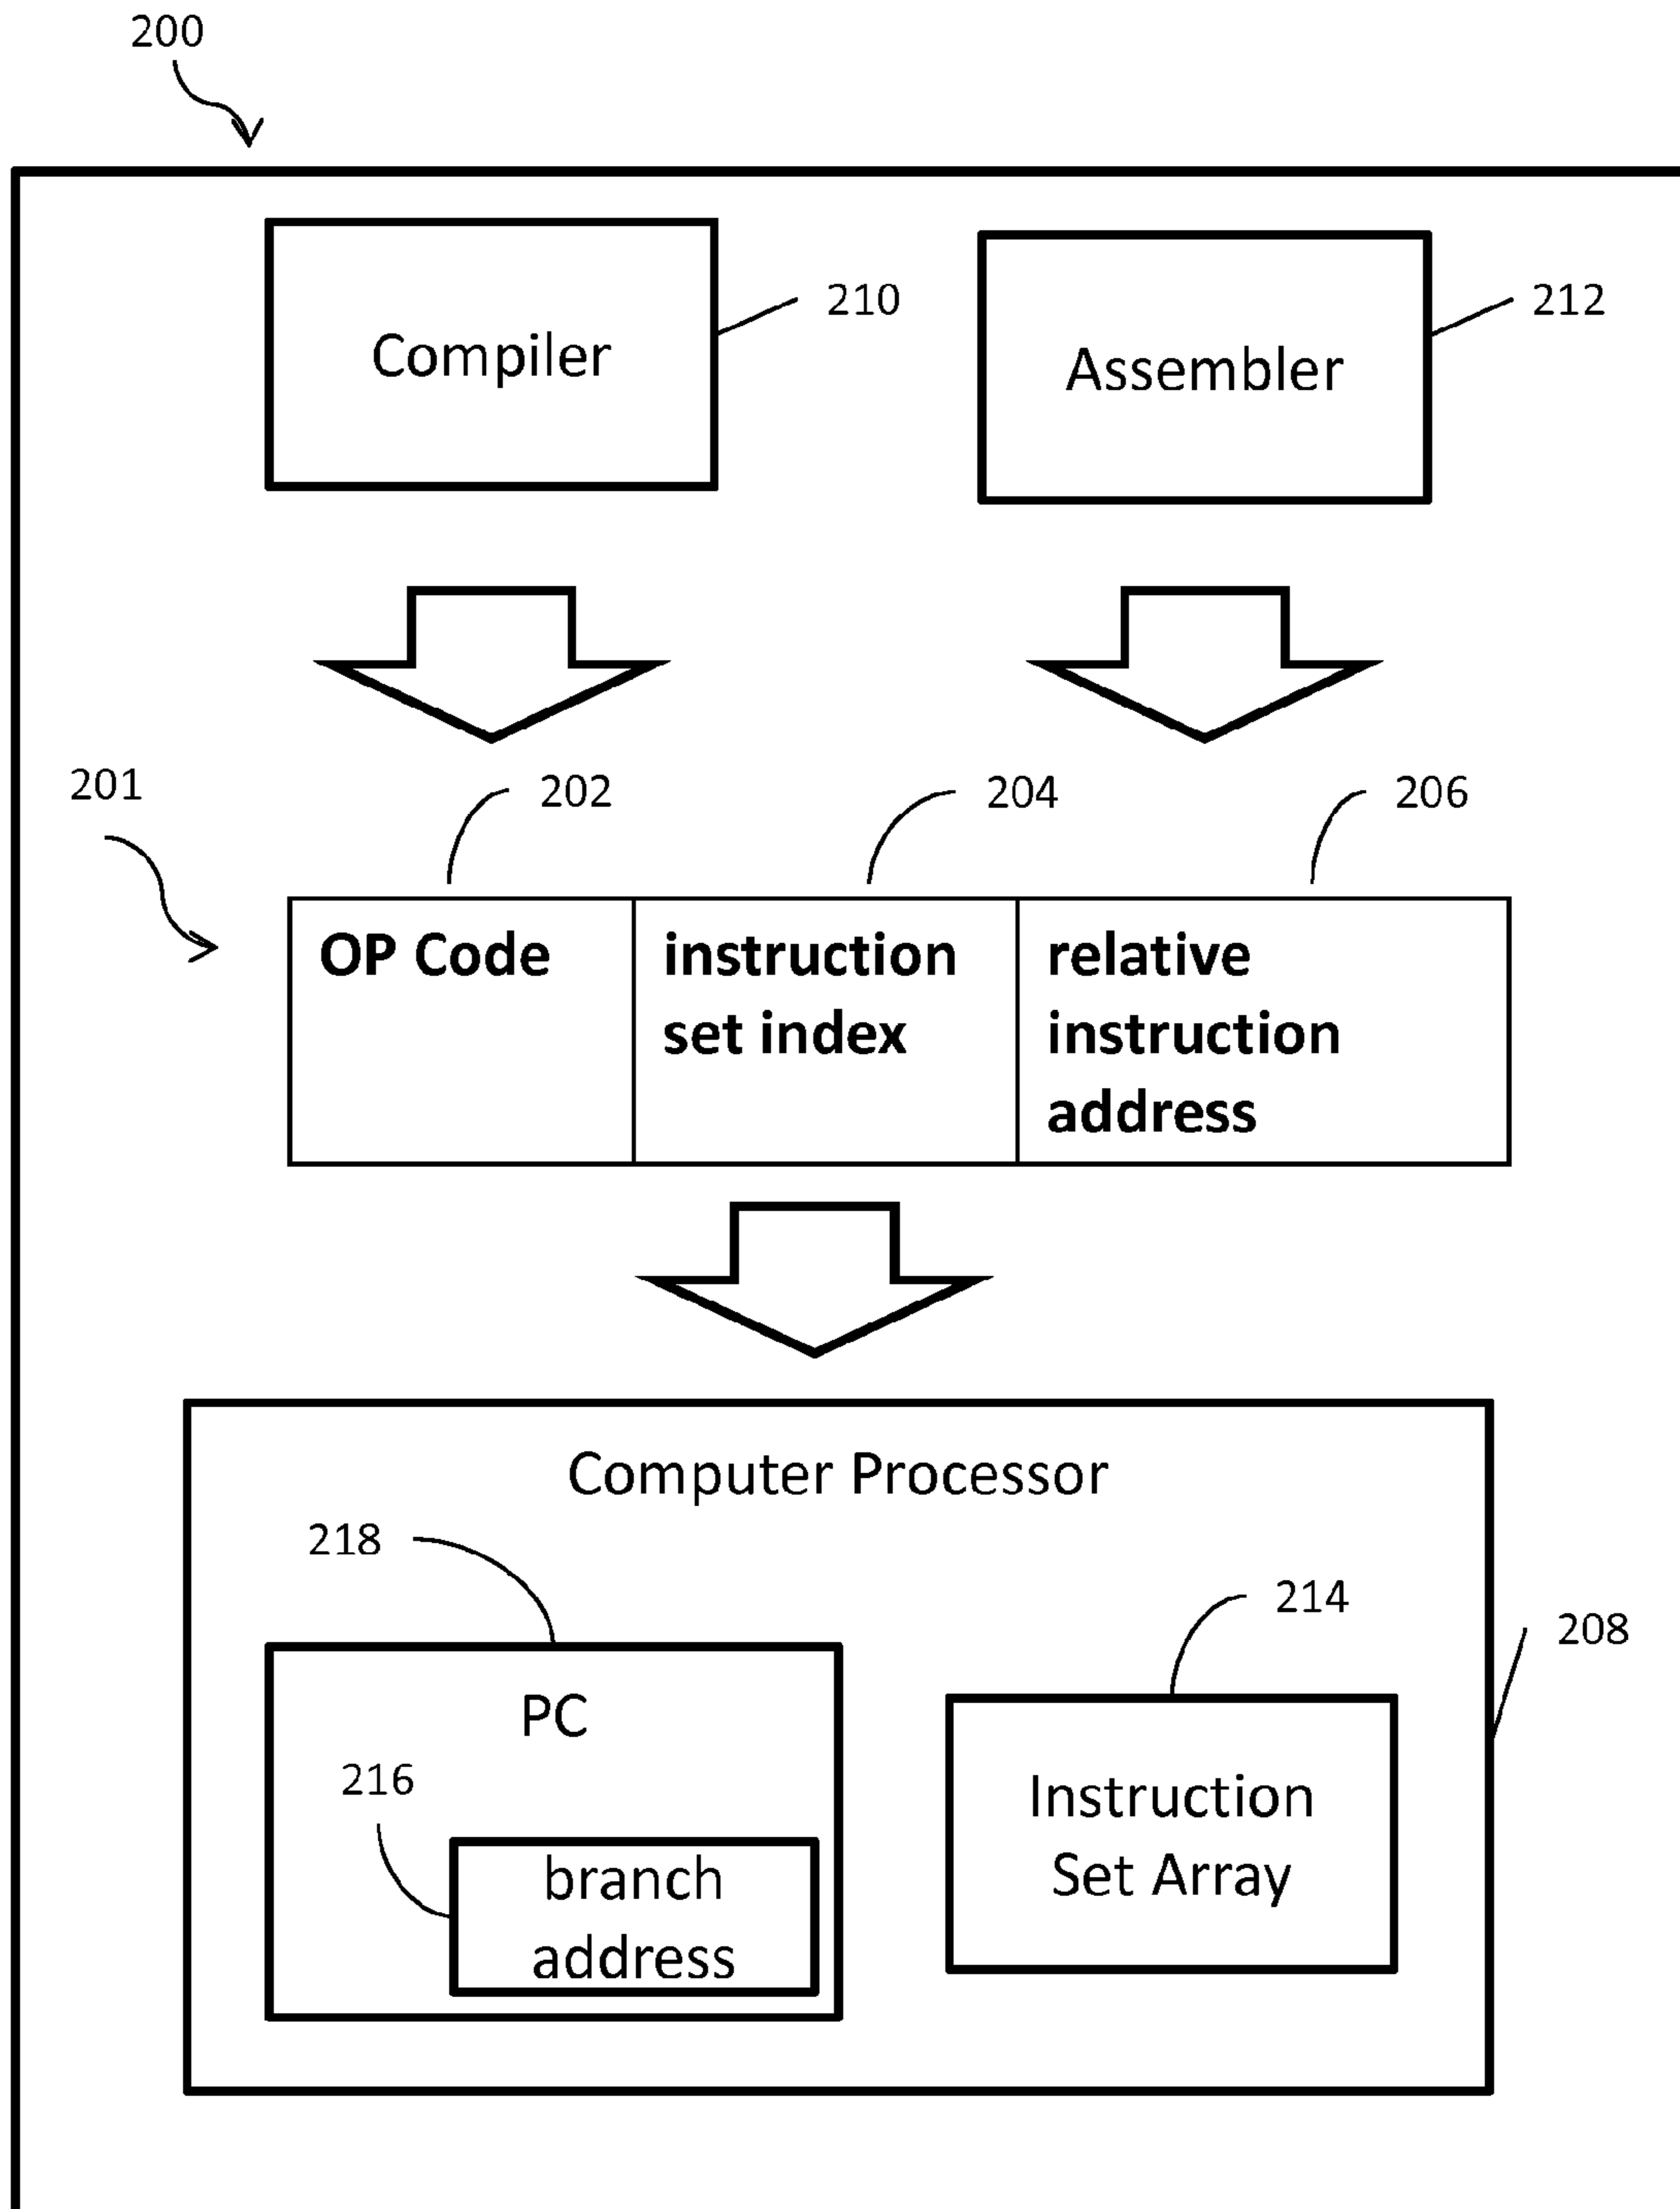 200
Compiler
210
Assembler
212
201
202
204
206
OP Code
instruction
set index
relative
instruction
address
Computer Processor
218
214
208
PC
216
branch
address
Instruction
Set Array